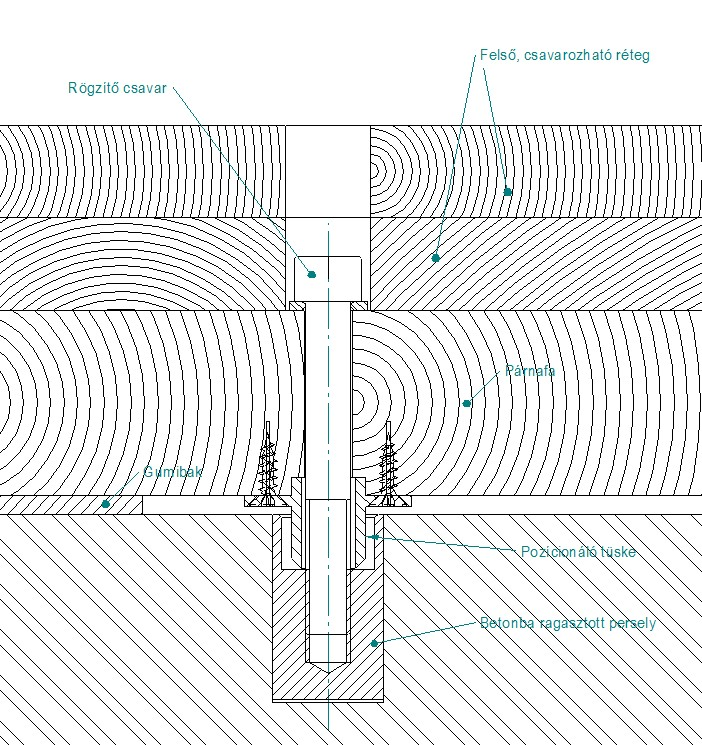 Felső, csavarozható réteg
Rögzítő csavar
Párnafa
Gumibak
Pozícionáló tüske
Betonba ragasztott persely